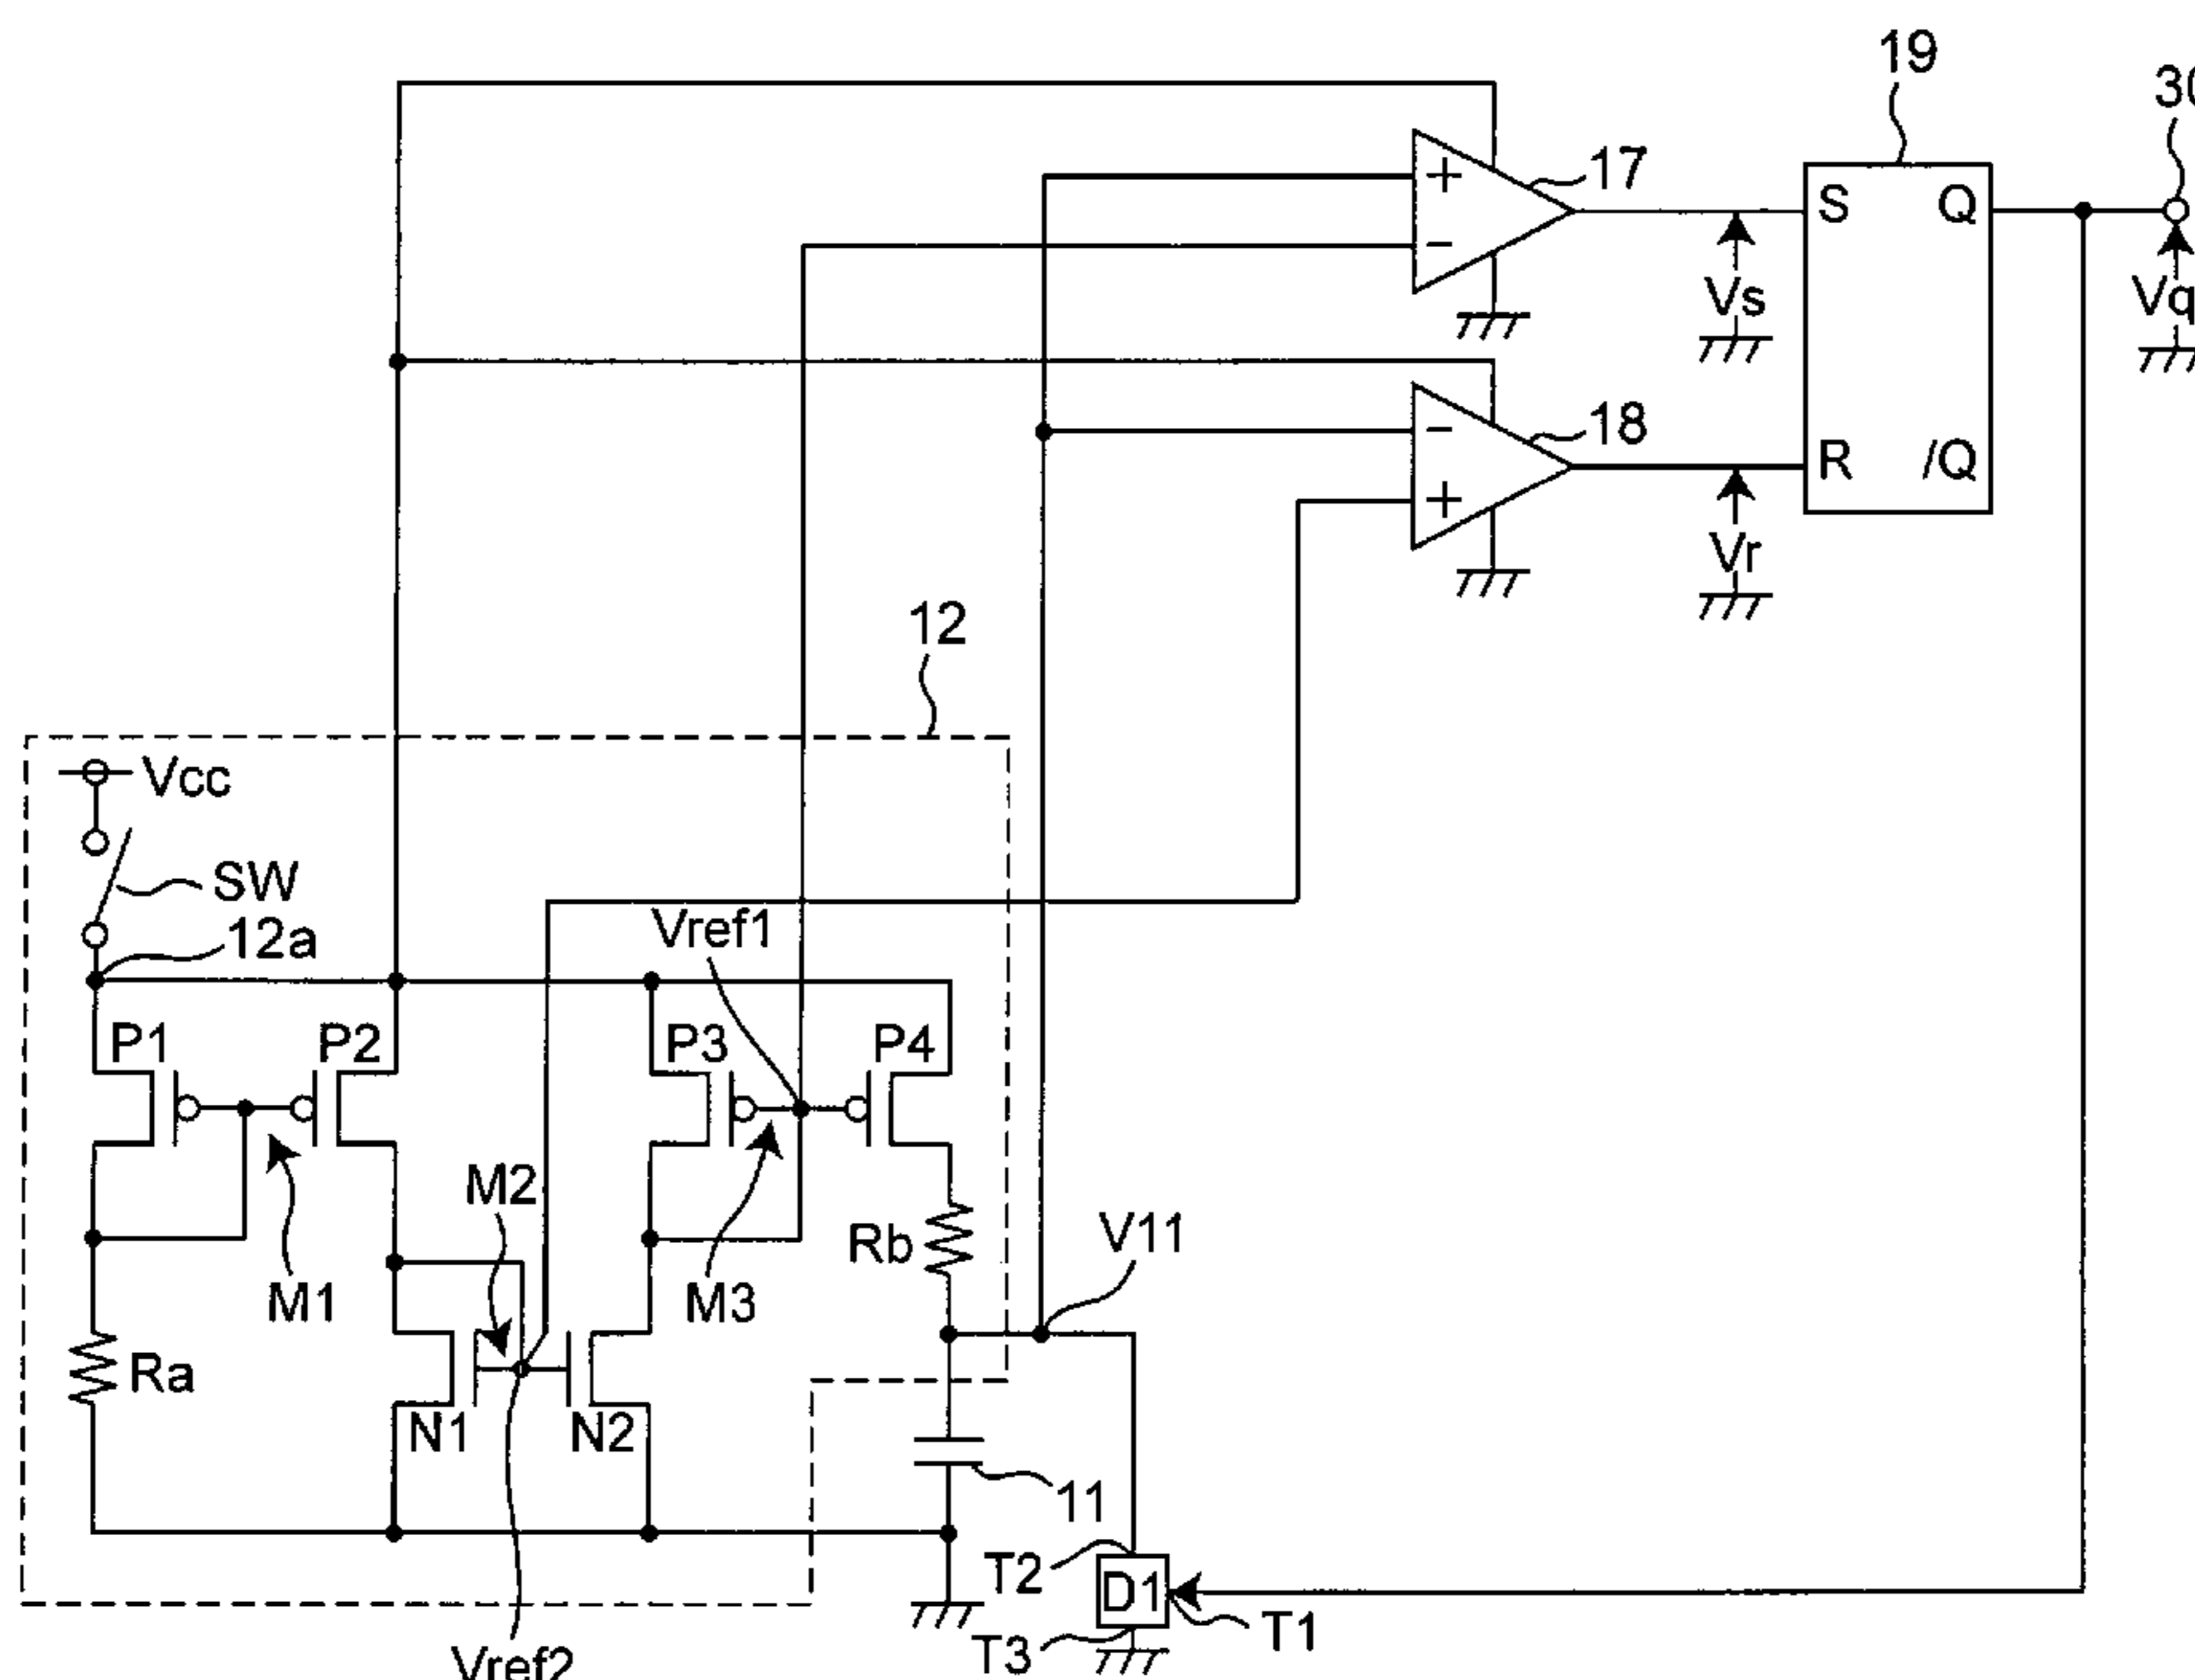 19
30
+
17
S
Q
-
Vs
Vq
-
18
R
/Q
+
Vr
12
Vcc
SW
Vref1
12a
P1
P2
P3
P4
M2
Rb
V11
M1
M3
Ra
N1
N2
11
T2
D1
T1
T3
Vref2